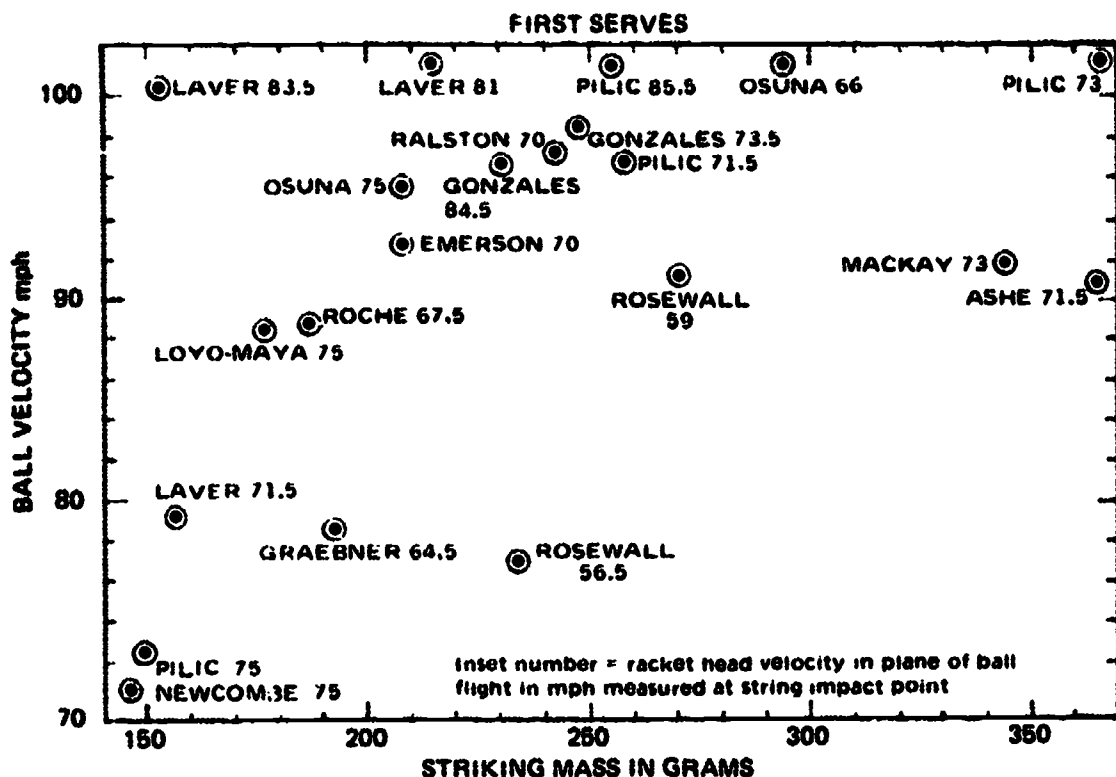 FIRST SERVES
LAVER 83.5
LAVER 81
PILIC 85.5
OSUNA 66
PILIC 73
100
RALSTON 70
GONZALES 73.5
PILIC 71.5
OSUNA 75
GONZALES
84.5
EMERSON 70
MACKAY 73
ASHE 71.5
ROSEWALL
59
90
ROCHE 67.5
LOYO-MAYA 75
BALL VELOCITY mph
80
LAVER 71.5
GRAEBNER 64.5
ROSEWALL
56.5
PILIC 75
NEWCOMBE 75
Inset number = racket head velocity in plane of ball
flight in mph measured at string impact point
70
150 200 250 300 350
STRIKING MASS IN GRAMS